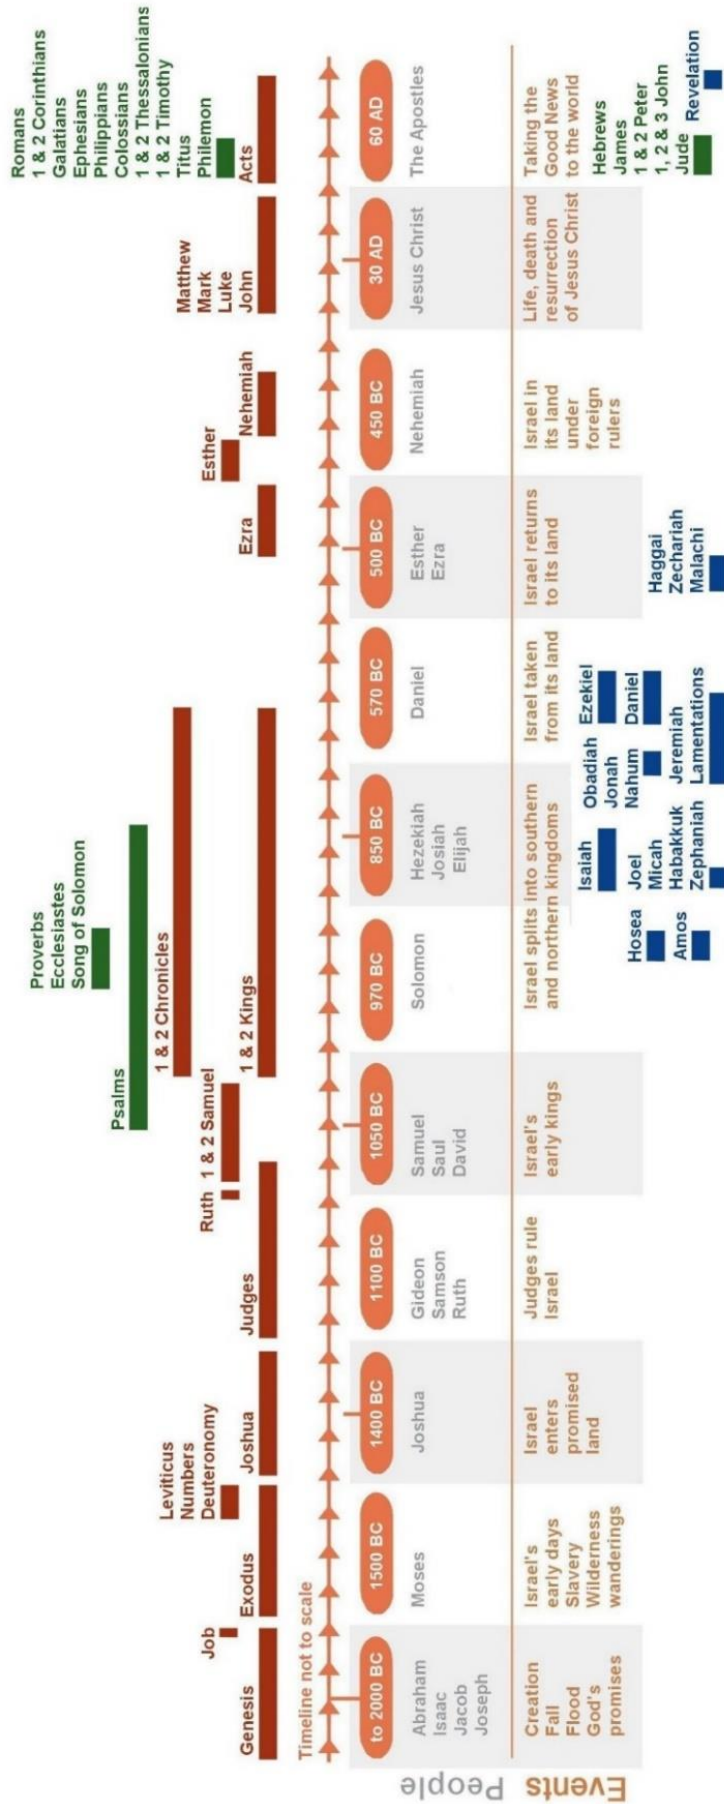 Proverbs
Ecclesiastes
Song of Solomon
Romans
1 & 2 Corinthians
Galatians
Ephesians
Philippians
Colossians
1 & 2 Thessalonians
1 & 2 Timothy
Titus
Philemon
Psalms
Leviticus
Numbers
Deuteronomy
1 & 2 Chronicles
Matthew
Mark
Luke
John
Job
Ruth
1 & 2 Samuel
Esther
Genesis
Exodus
Joshua
Judges
1 & 2 Kings
Ezra
Nehemiah
Acts
Timeline not to scale
to 2000 BC
1500 BC
1400 BC
1100 BC
1050 BC
970 BC
850 BC
570 BC
500 BC
450 BC
30 AD
60 AD
People
Abraham
Isaac
Jacob
Joseph
Moses
Joshua
Gideon
Samson
Ruth
Samuel
Saul
David
Solomon
Hezekiah
Josiah
Elijah
Daniel
Esther
Ezra
Nehemiah
Jesus Christ
The Apostles
Events
Creation
Fall
Flood
God's
promises
Israel's
early days
Slavery
Wilderness
wanderings
Israel
enters
promised
land
Judges rule
Israel
Israel's
early kings
Israel splits into southern
and northern kingdoms
Israel taken
from its land
Israel returns
to its land
Israel in
its land
under
foreign
rulers
Life, death and
resurrection
of Jesus Christ
Taking the
Good News
to the world
Hosea
Amos
Isaiah
Joel
Micah
Habakkuk
Zephaniah
Obadiah
Jonah
Nahum
Jeremiah
Lamentations
Ezekiel
Daniel
Haggai
Zechariah
Malachi
Hebrews
James
1 & 2 Peter
1, 2 & 3 John
Jude
Revelation